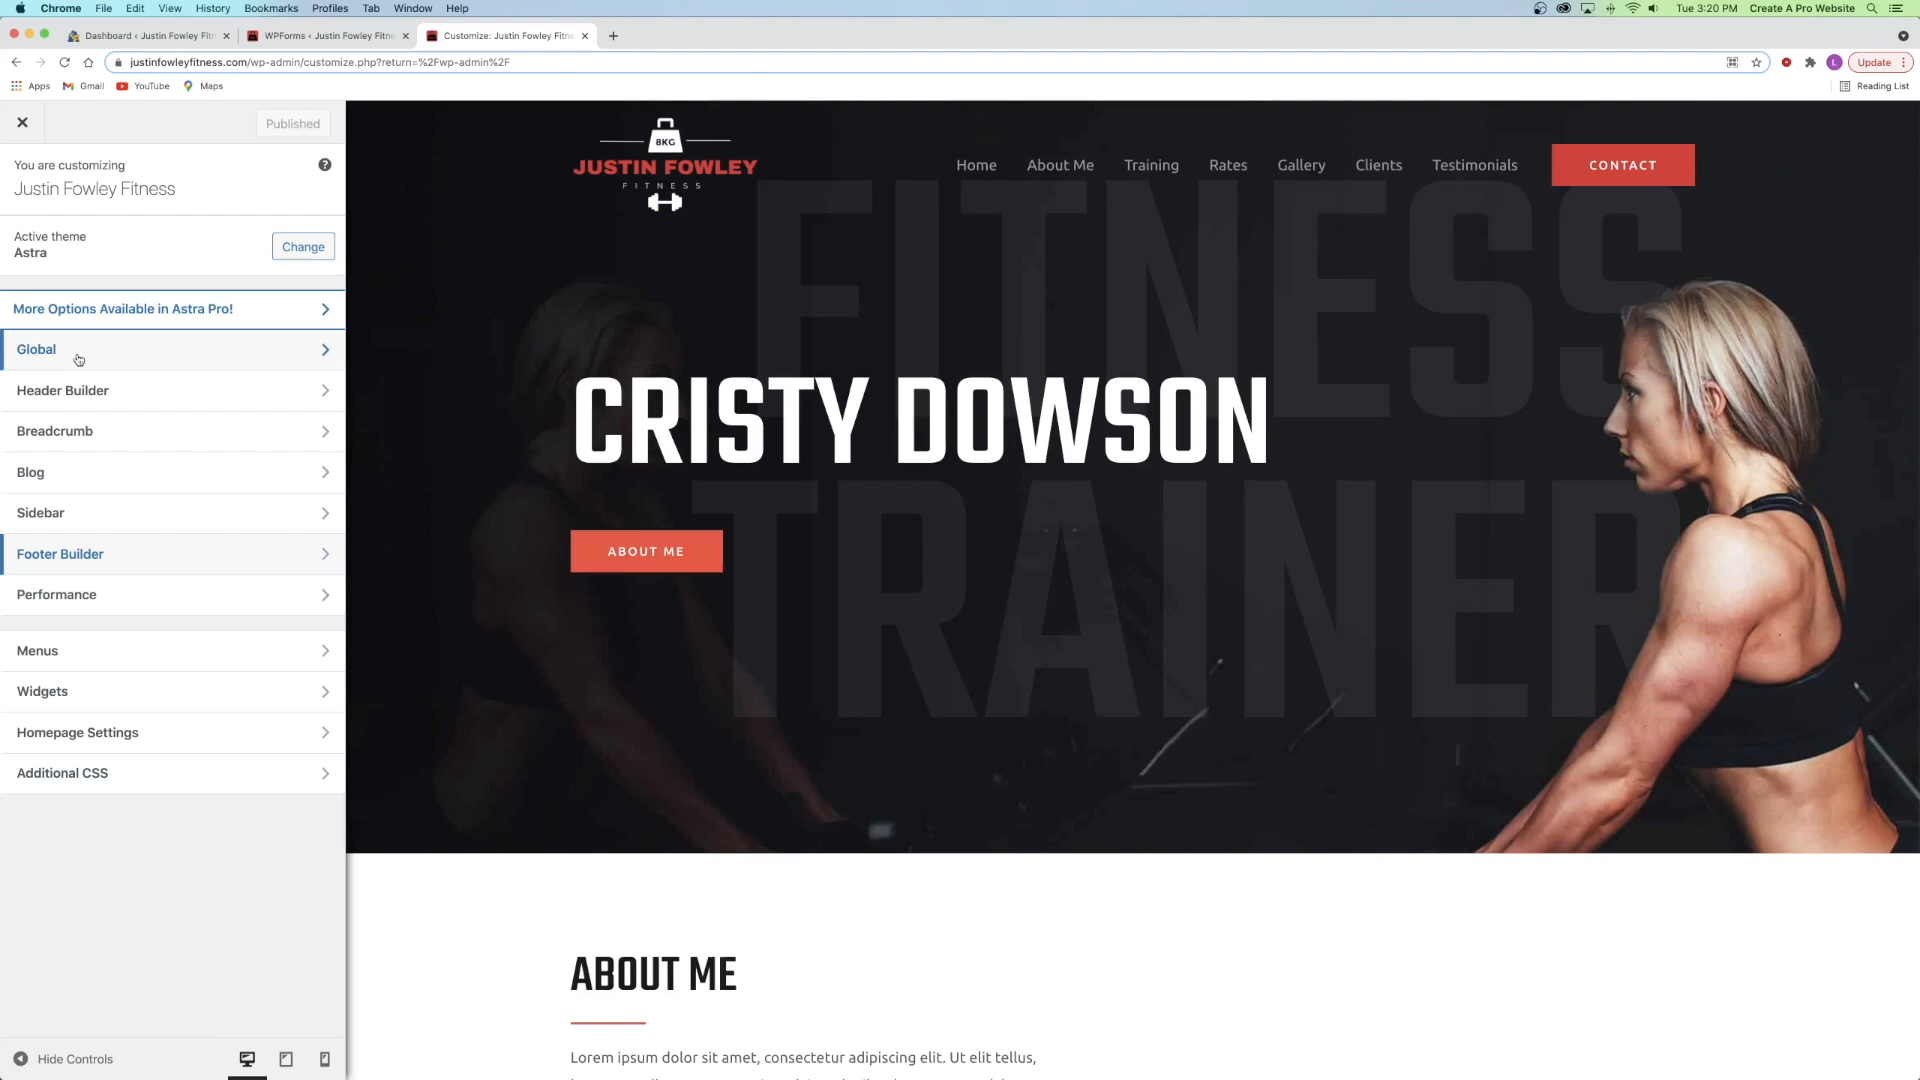 Chrome File Edit View History Bookmarks Profiles Tab Window Help Tue 3:20 PM Create A Pro Website
Dashboard ‹ Justin Fowley Fitn WPForms ‹ Justin Fowley Fitne Customize: Justin Fowley Fitne
justinfowleyfitness.com/wp-admin/customize.php?return=%2Fwp-admin%2F L Update
Apps Gmail YouTube Maps Reading List
Published
You are customizing
Justin Fowley Fitness
Active theme
Astra
Change
More Options Available in Astra Pro!
Global
Header Builder
Breadcrumb
Blog
Sidebar
Footer Builder
Performance
Menus
Widgets
Homepage Settings
Additional CSS
Hide Controls
8KG
JUSTIN FOWLEY
FITNESS
Home About Me Training Rates Gallery Clients Testimonials CONTACT
FITNESS
CRISTY DOWSON
TRAINER
ABOUT ME
ABOUT ME
Lorem ipsum dolor sit amet, consectetur adipiscing elit. Ut elit tellus,